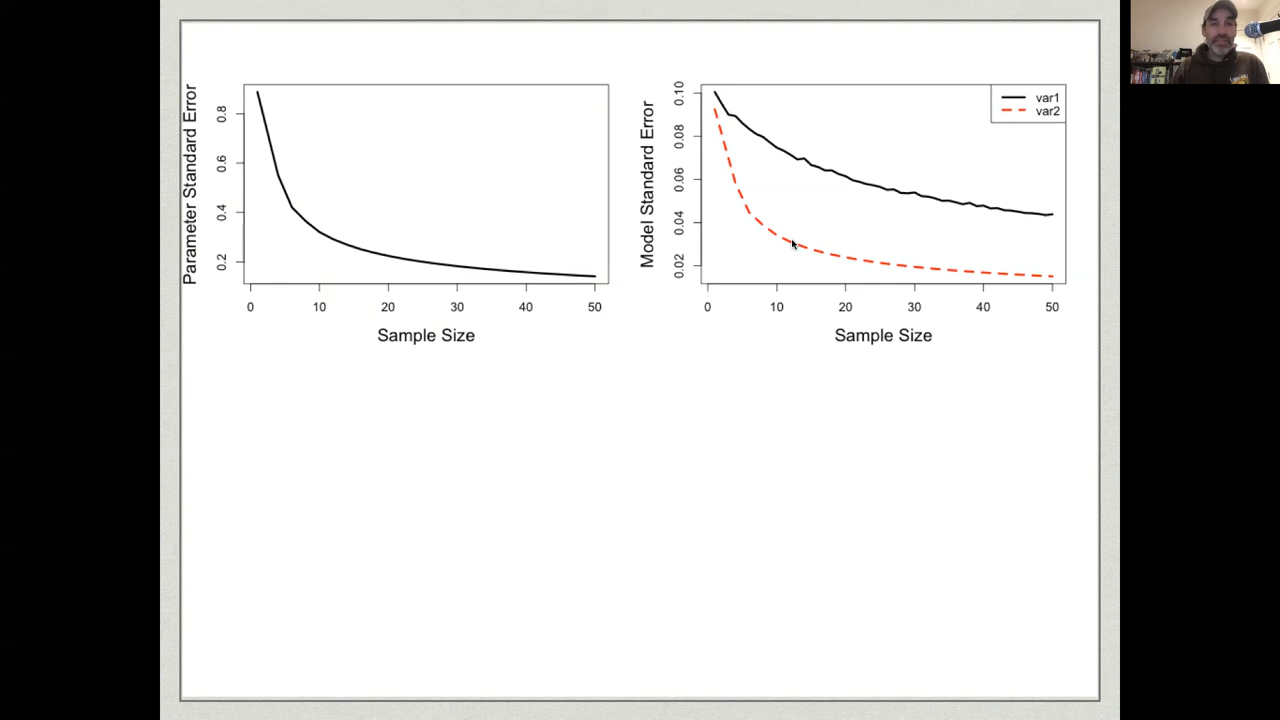 Parameter Standard Error
0.8
0.6
0.4
0.2
0 10 20 30 40 50
Sample Size
Model Standard Error
0.10
0.08
0.06
0.04
0.02
0 10 20 30 40 50
Sample Size
var1
var2